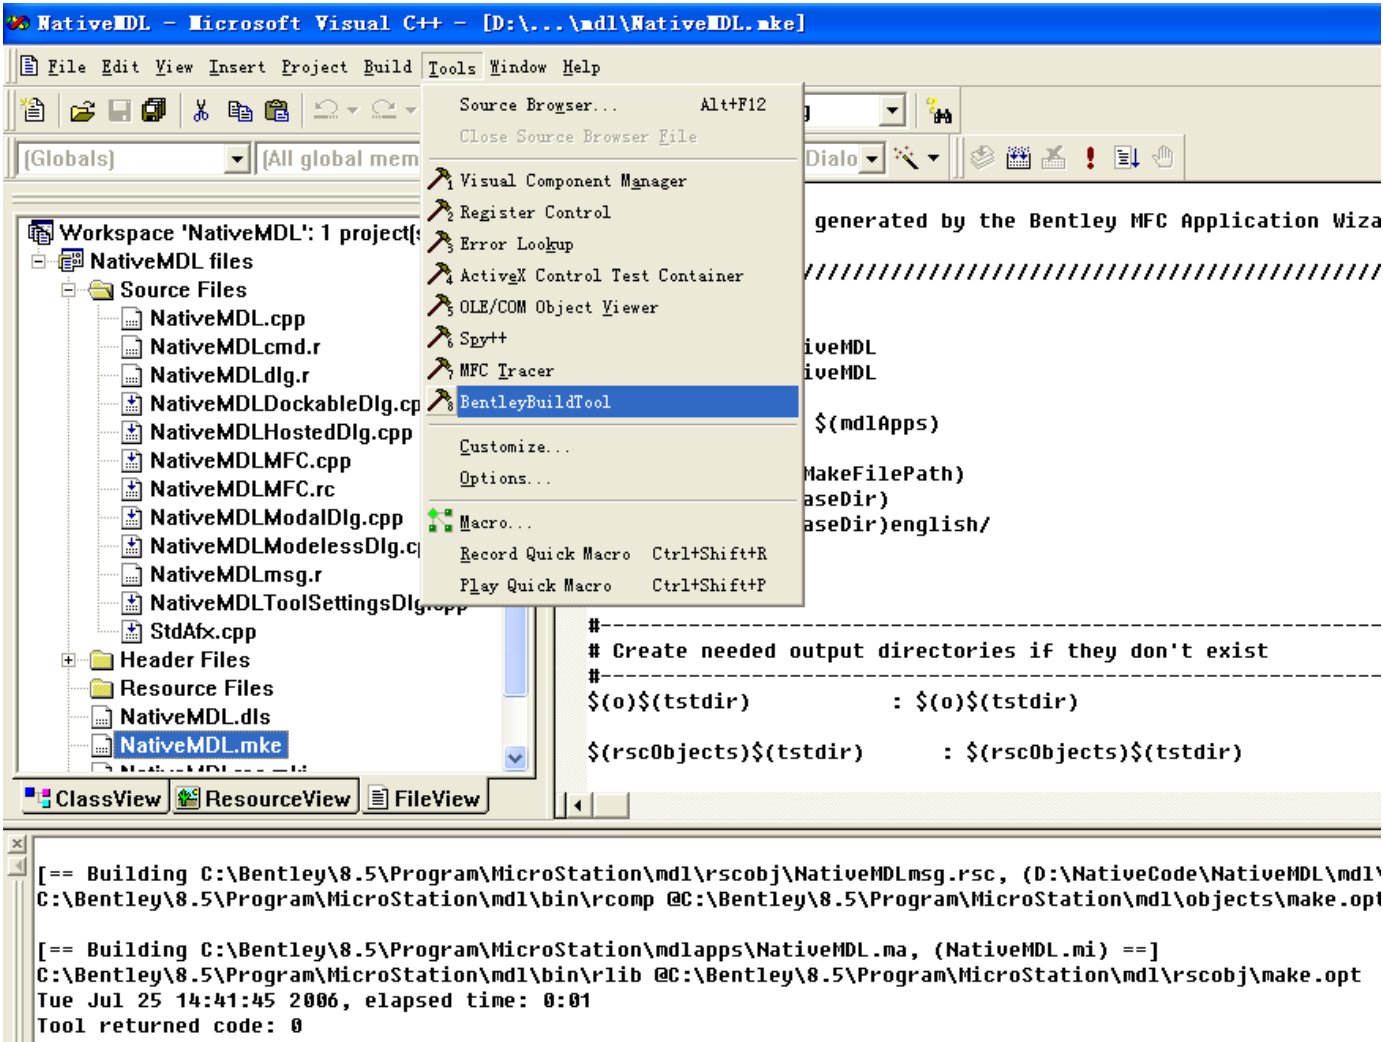 NativeMDL - Microsoft Visual C++ - [D:\...\mdl\NativeMDL.mke]
File Edit View Insert Project Build Tools Window Help
Source Browser... Alt+F12
Close Source Browser File
[Globals] [All global mem Dialo
1 Visual Component Manager
2 Register Control
3 Error Lookup
4 ActiveX Control Test Container
5 OLE/COM Object Viewer
6 Spy++
7 MFC Tracer
8 BentleyBuildTool
Customize...
Options...
Macro...
Record Quick Macro Ctrl+Shift+R
Play Quick Macro Ctrl+Shift+P
Workspace 'NativeMDL': 1 project(s
NativeMDL files
Source Files
NativeMDL.cpp
NativeMDLcmd.r
NativeMDLdlg.r
NativeMDLDockableDlg.cp
NativeMDLHostedDlg.cpp
NativeMDLMFC.cpp
NativeMDLMFC.rc
NativeMDLModalDlg.cpp
NativeMDLModelessDlg.c
NativeMDLmsg.r
NativeMDLToolSettingsDlg.cpp
StdAfx.cpp
Header Files
Resource Files
NativeMDL.dls
NativeMDL.mke
ClassView ResourceView FileView
generated by the Bentley MFC Application Wiza
//////////////////////////////////////////////
iveMDL
iveMDL
$(mdlApps)
MakeFilePath)
aseDir)
aseDir)english/
#---------------------------------------------------------------
# Create needed output directories if they don't exist
#---------------------------------------------------------------
$(o)$(tstdir) : $(o)$(tstdir)
$(rscObjects)$(tstdir) : $(rscObjects)$(tstdir)
[== Building C:\Bentley\8.5\Program\MicroStation\mdl\rscobj\NativeMDLmsg.rsc, (D:\NativeCode\NativeMDL\mdl\
C:\Bentley\8.5\Program\MicroStation\mdl\bin\rcomp @C:\Bentley\8.5\Program\MicroStation\mdl\objects\make.opt
[== Building C:\Bentley\8.5\Program\MicroStation\mdlapps\NativeMDL.ma, (NativeMDL.mi) ==]
C:\Bentley\8.5\Program\MicroStation\mdl\bin\rlib @C:\Bentley\8.5\Program\MicroStation\mdl\rscobj\make.opt
Tue Jul 25 14:41:45 2006, elapsed time: 0:01
Tool returned code: 0